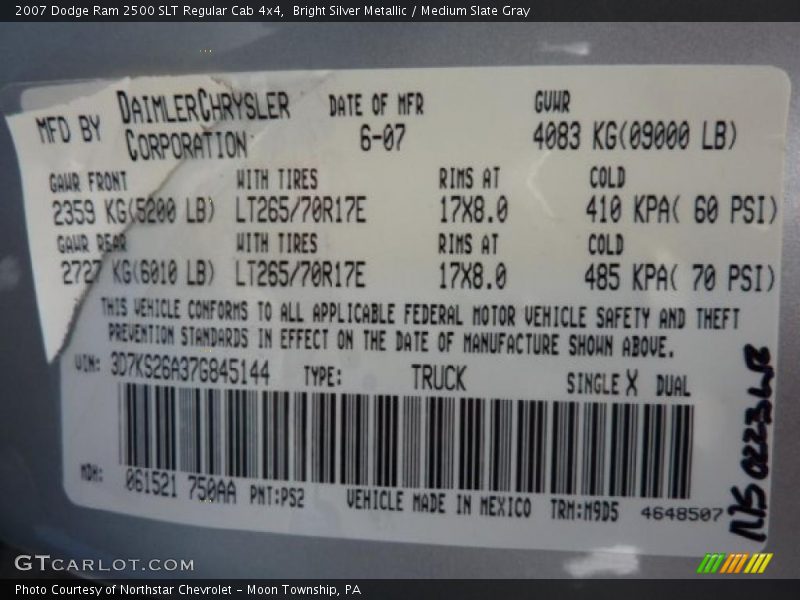 2007 Dodge Ram 2500 SLT Regular Cab 4x4,  Bright Silver Metallic / Medium Slate Gray
MFD BY DAIMLERCHRYSLER CORPORATION
DATE OF MFR
6-07
GVWR
4083 KG(09000 LB)
GAWR FRONT WITH TIRES RIMS AT COLD
2359 KG(5200 LB) LT265/70R17E 17X8.0 410 KPA( 60 PSI)
GAWR REAR WITH TIRES RIMS AT COLD
2727 KG(6010 LB) LT265/70R17E 17X8.0 485 KPA( 70 PSI)
THIS VEHICLE CONFORMS TO ALL APPLICABLE FEDERAL MOTOR VEHICLE SAFETY AND THEFT
PREVENTION STANDARDS IN EFFECT ON THE DATE OF MANUFACTURE SHOWN ABOVE.
VIN: 3D7KS26A37G845144 TYPE: TRUCK SINGLE X DUAL
MDH: 061521 750AA PNT:PS2 VEHICLE MADE IN MEXICO TRM:M9D5 4648507
GTCARLOT.COM
Photo Courtesy of Northstar Chevrolet - Moon Township, PA